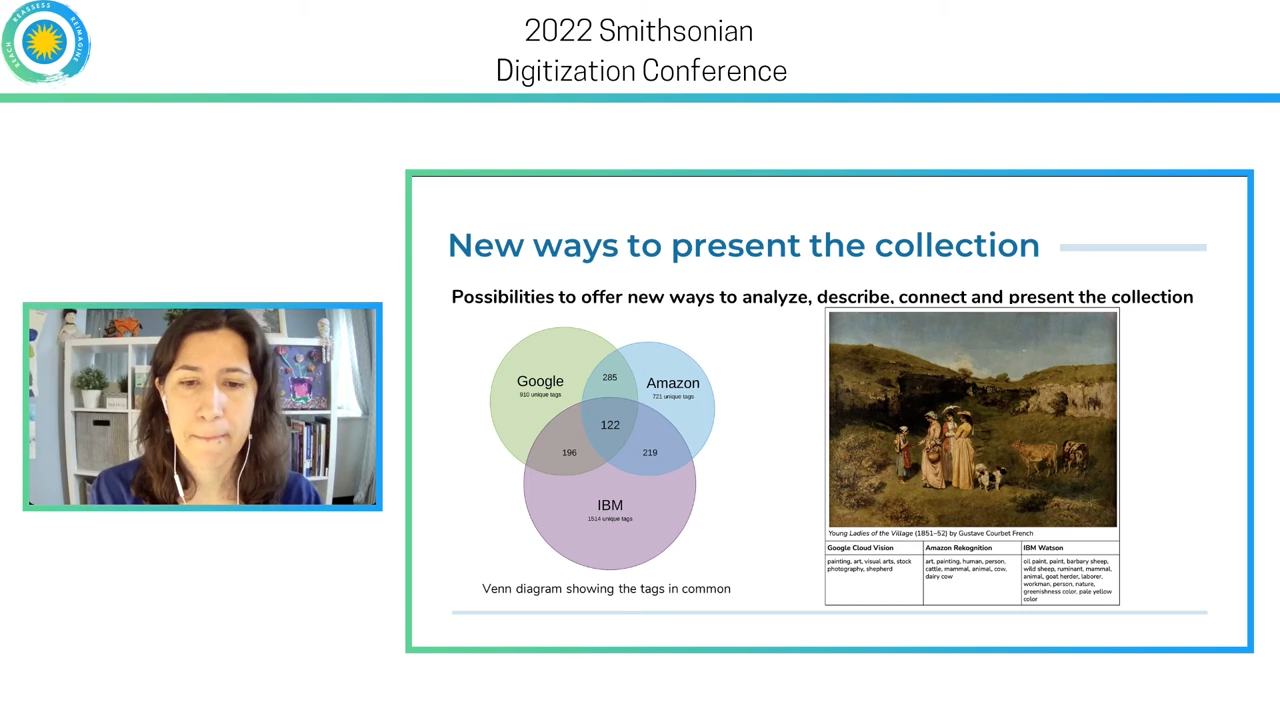 REACH
REASSESS
REIMAGINE
2022 Smithsonian
Digitization Conference
New ways to present the collection
Possibilities to offer new ways to analyze, describe, connect and present the collection
Google
910 unique tags
285
Amazon
721 unique tags
122
196
219
IBM
1514 unique tags
Venn diagram showing the tags in common
Young Ladies of the Village (1851–52) by Gustave Courbet French
Google Cloud Vision
painting, art, visual arts, stock
photography, shepherd
Amazon Rekognition
art, painting, human, person,
cattle, mammal, animal, cow,
dairy cow
IBM Watson
oil paint, paint, barbary sheep,
wild sheep, ruminant, mammal,
animal, goat herder, laborer,
workman, person, nature,
greenishness color, pale yellow
color